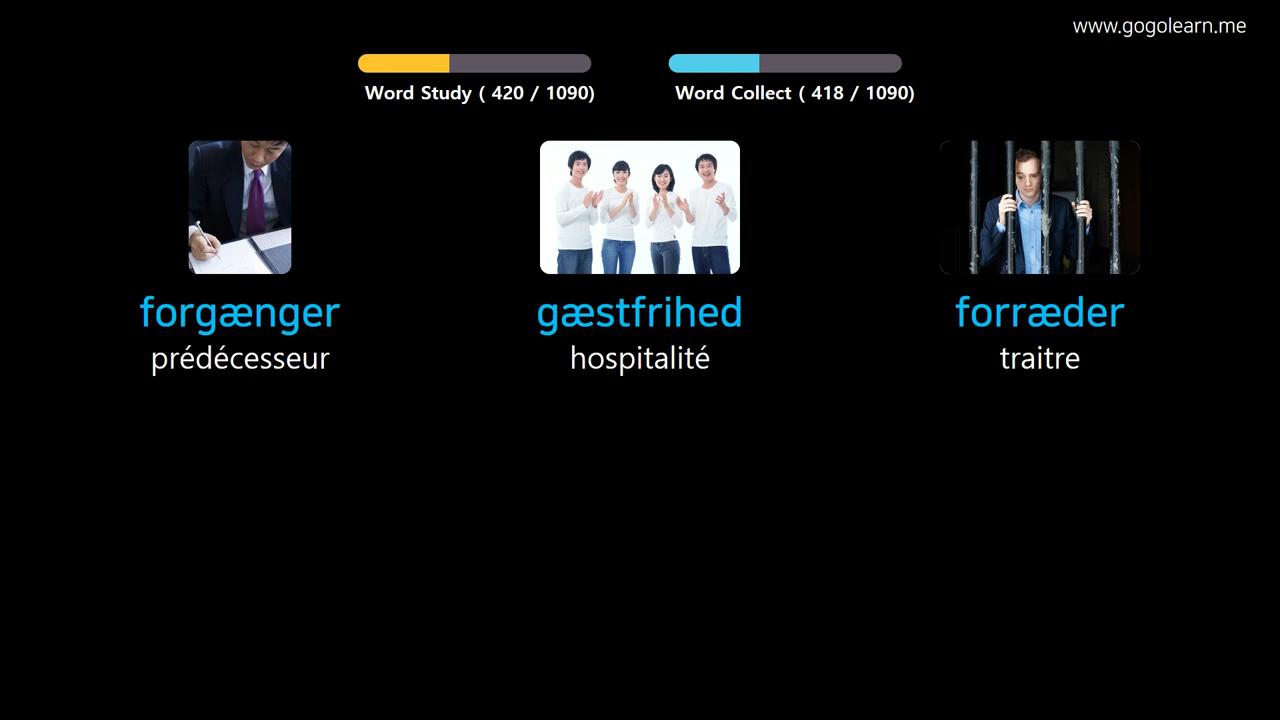 www.gogolearn.me
Word Study ( 420 / 1090)
Word Collect ( 418 / 1090)
forgænger
prédécesseur
gæstfrihed
hospitalité
forræder
traitre